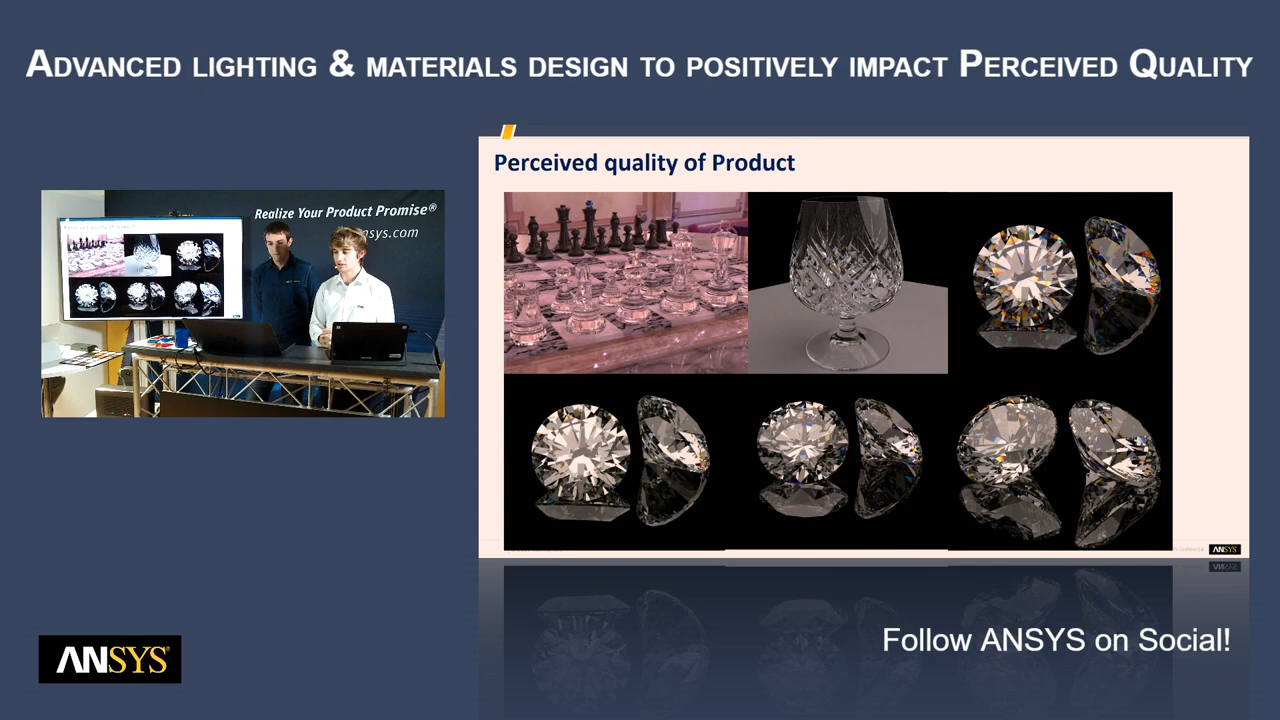 Advanced lighting & materials design to positively impact Perceived Quality
Perceived quality of Product
Realize Your Product Promise®
nsys.com
ANSYS
ANSYS®
Follow ANSYS on Social!